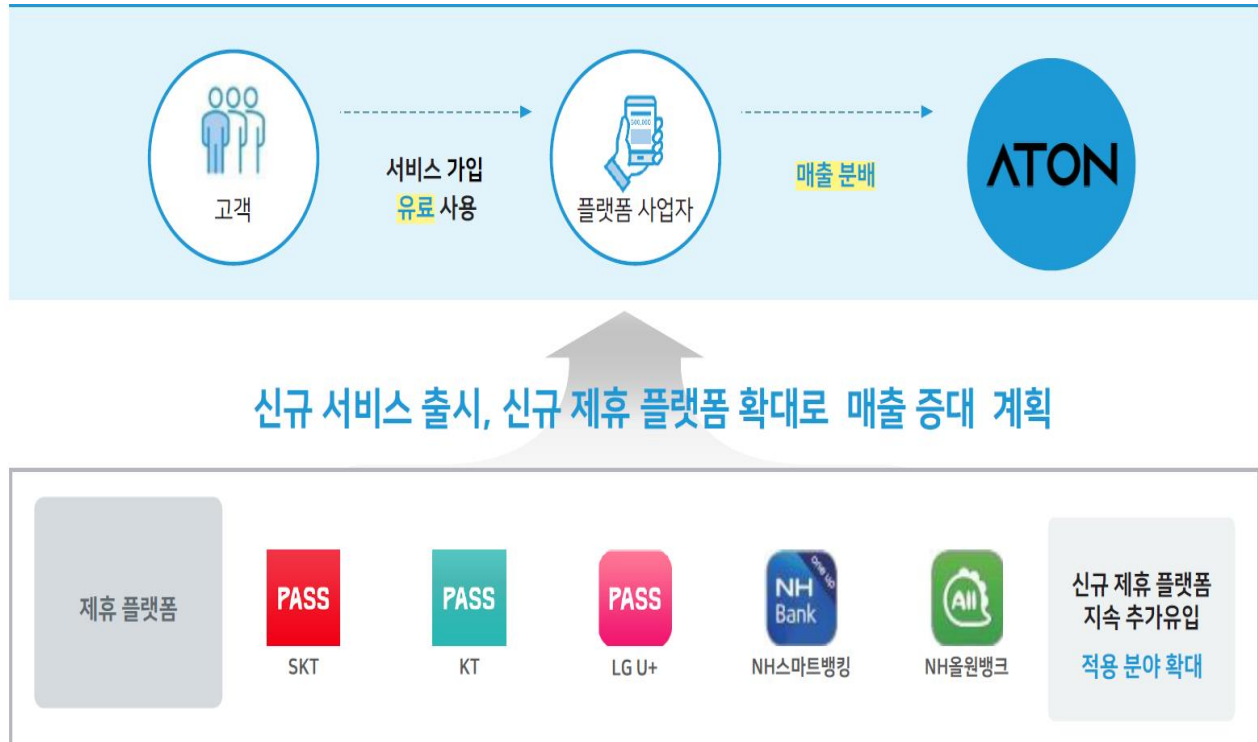 고객
서비스 가입
유료 사용
100,000
플랫폼 사업자
매출 분배
ATON
신규 서비스 출시, 신규 제휴 플랫폼 확대로 매출 증대 계획
제휴 플랫폼
PASS
SKT
PASS
KT
PASS
LG U+
NH
Bank
one up
NH스마트뱅킹
All
NH올원뱅크
신규 제휴 플랫폼
지속 추가유입
적용 분야 확대